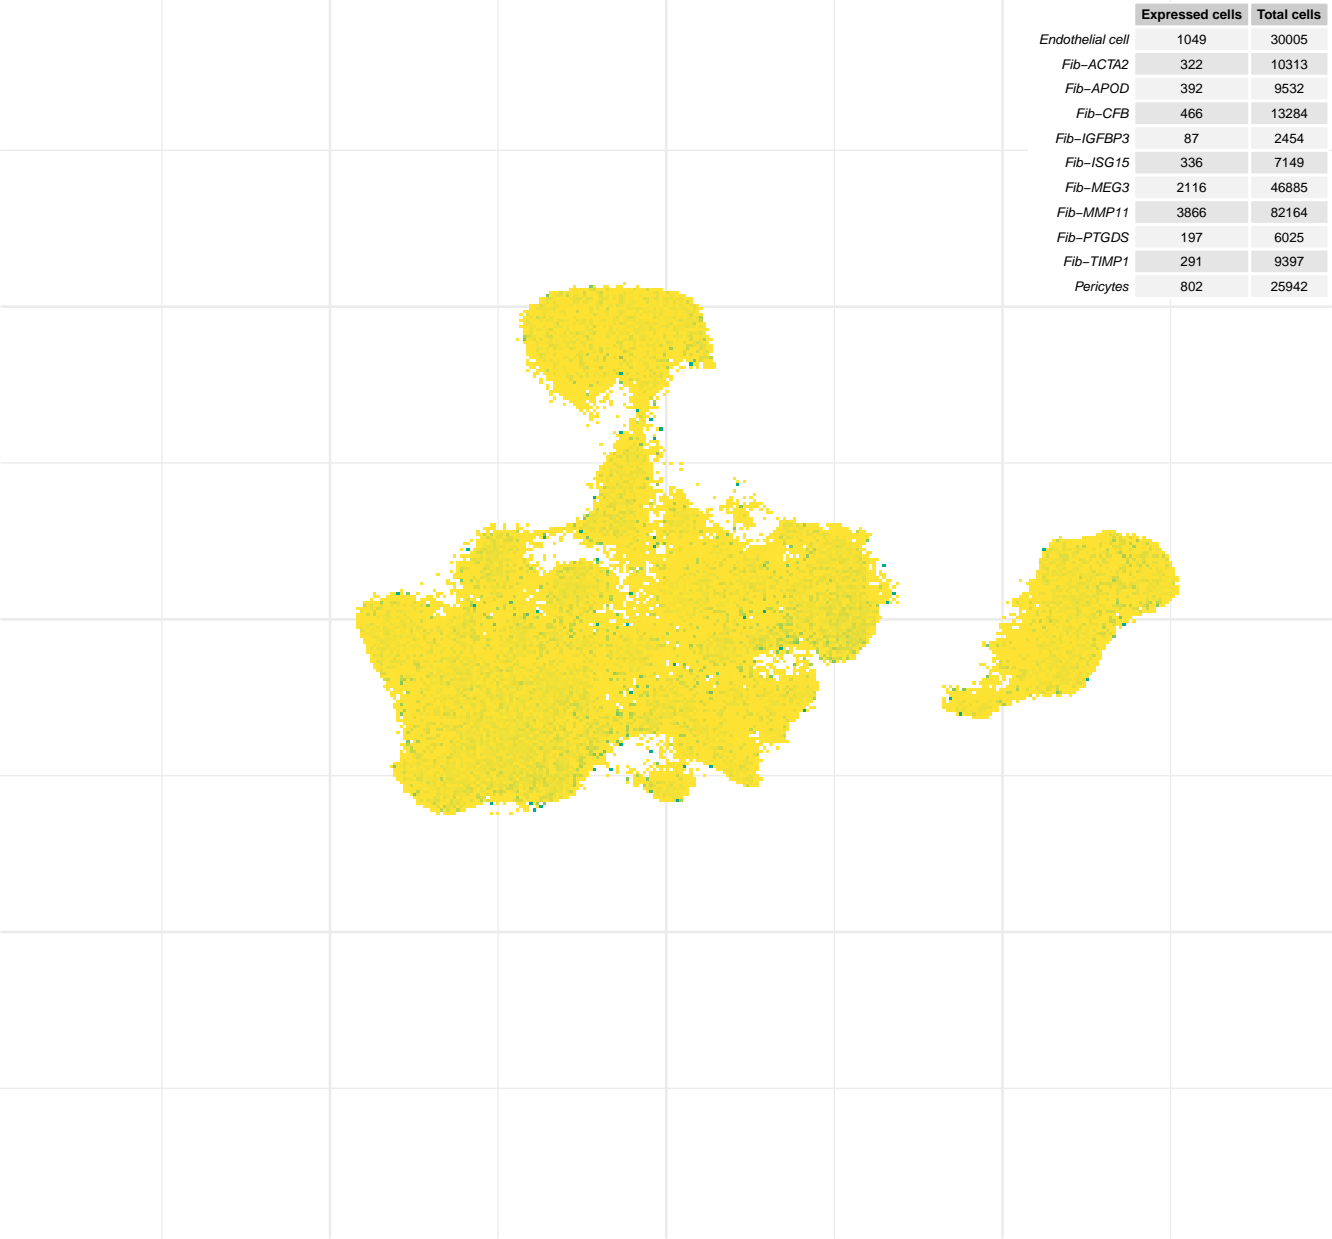 Expressed cells Total cells
Endothelial cell 1049 30005
Fib−ACTA2 322 10313
Fib−APOD 392 9532
Fib−CFB 466 13284
Fib−IGFBP3 87 2454
Fib−ISG15 336 7149
Fib−MEG3 2116 46885
Fib−MMP11 3866 82164
Fib−PTGDS 197 6025
Fib−TIMP1 291 9397
Pericytes 802 25942